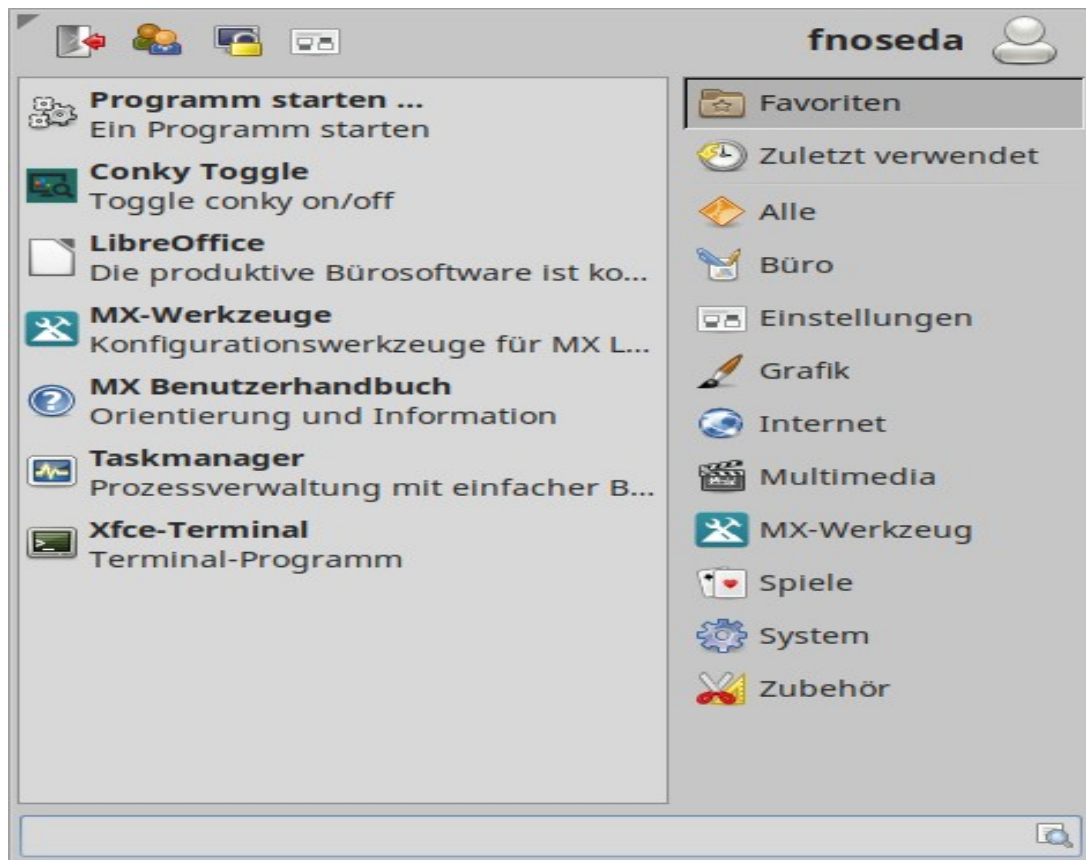 fnoseda
Programm starten ...
Ein Programm starten
Conky Toggle
Toggle conky on/off
LibreOffice
Die produktive Bürosoftware ist ko...
MX-Werkzeuge
Konfigurationswerkzeuge für MX L...
MX Benutzerhandbuch
Orientierung und Information
Taskmanager
Prozessverwaltung mit einfacher B...
Xfce-Terminal
Terminal-Programm
Favoriten
Zuletzt verwendet
Alle
Büro
Einstellungen
Grafik
Internet
Multimedia
MX-Werkzeug
Spiele
System
Zubehör